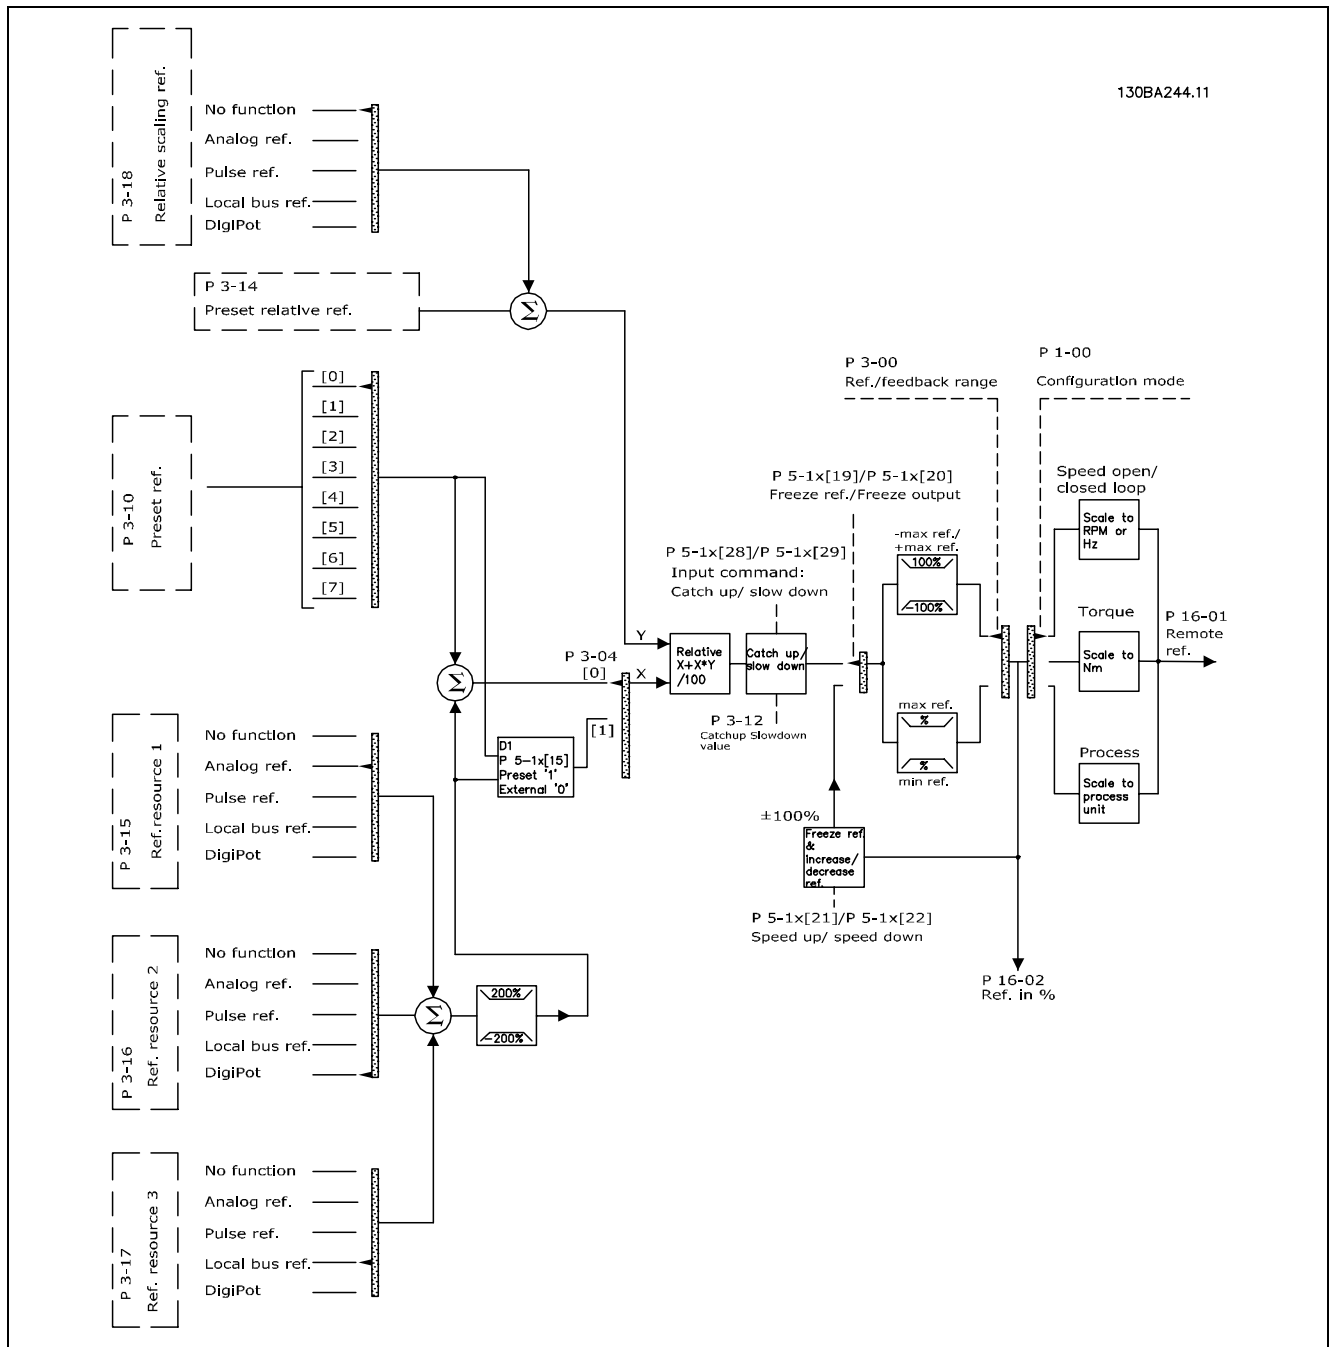 130BA244.11
P 3-18
Relative scaling ref.
No function
Analog ref.
Pulse ref.
Local bus ref.
DigiPot
P 3-14
Preset relative ref.
Σ
P 3-10
Preset ref.
[0]
[1]
[2]
[3]
[4]
[5]
[6]
[7]
Σ
P 3-04
[0]
[1]
D1
P 5-1x[15]
Preset '1'
External '0'
Y
X
Relative
X+X*Y
/100
P 5-1x[28]/P 5-1x[29]
Input command:
Catch up/ slow down
Catch up/
slow down
P 3-12
Catchup Slowdown
value
P 5-1x[19]/P 5-1x[20]
Freeze ref./Freeze output
-max ref./
+max ref.
100%
-100%
max ref.
%
%
min ref.
P 3-00
Ref./feedback range
P 1-00
Configuration mode
Speed open/
closed loop
Scale to
RPM or
Hz
Torque
Scale to
Nm
Process
Scale to
process
unit
P 16-01
Remote
ref.
±100%
Freeze ref.
&
increase/
decrease
ref.
P 5-1x[21]/P 5-1x[22]
Speed up/ speed down
P 16-02
Ref. in %
P 3-15
Ref.resource 1
No function
Analog ref.
Pulse ref.
Local bus ref.
DigiPot
P 3-16
Ref. resource 2
No function
Analog ref.
Pulse ref.
Local bus ref.
DigiPot
Σ
200%
-200%
P 3-17
Ref. resource 3
No function
Analog ref.
Pulse ref.
Local bus ref.
DigiPot